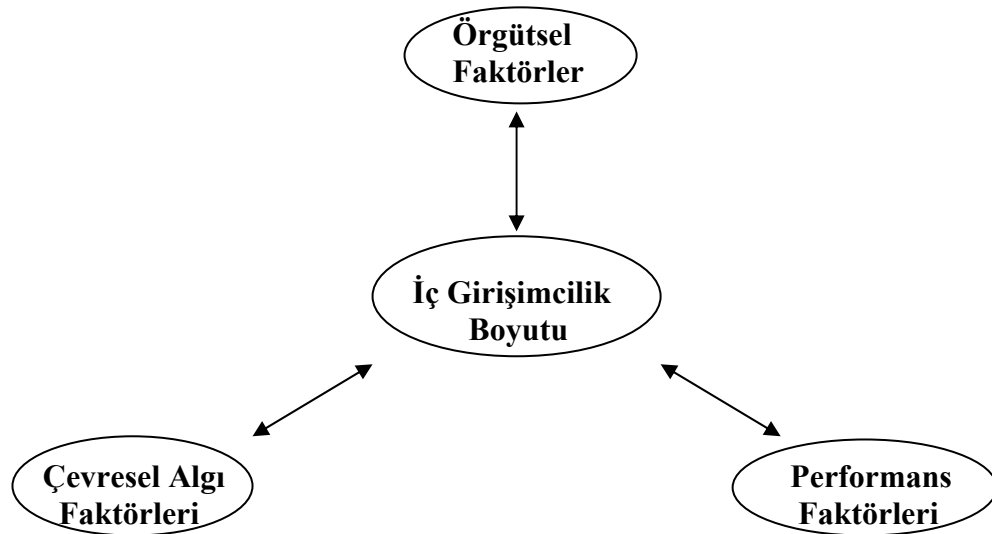 Örgütsel
Faktörler
İç Girişimcilik
Boyutu
Çevresel Algı
Faktörleri
Performans
Faktörleri